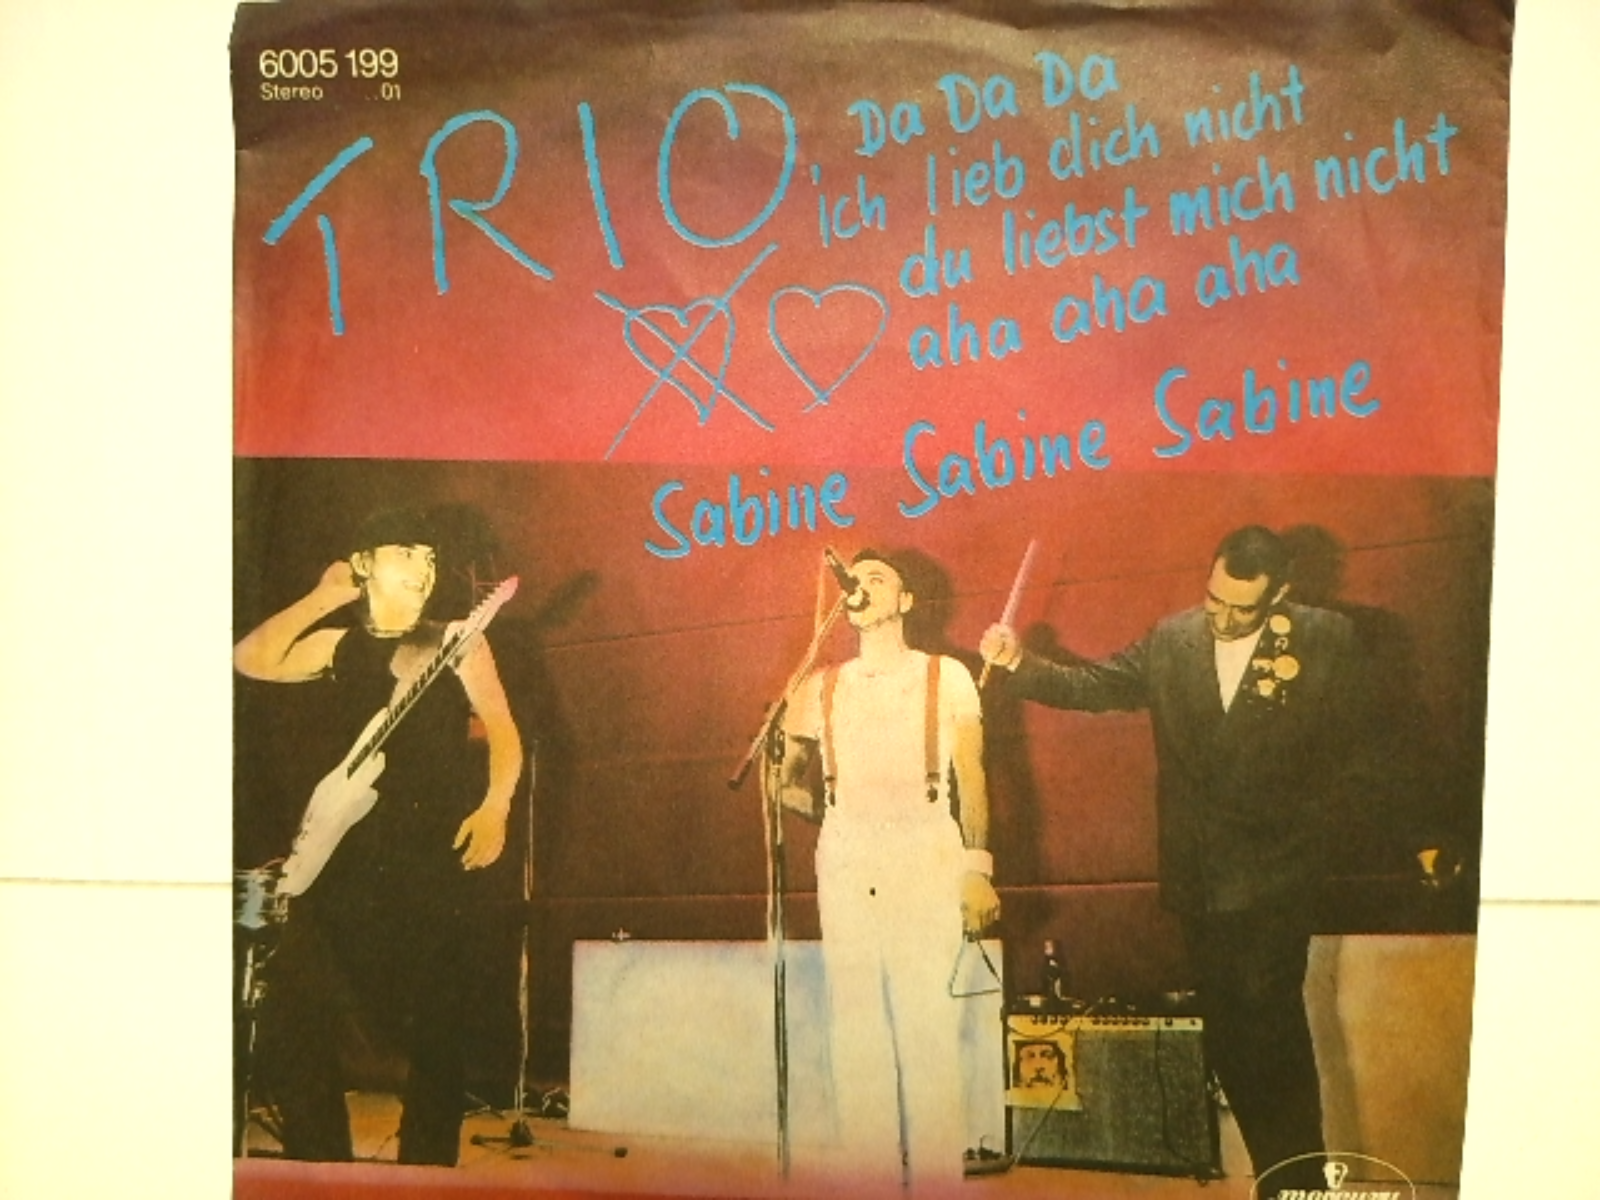 6005 199
Stereo ..01
TRIO
Da Da Da
ich lieb dich nicht
du liebst mich nicht
aha aha aha
Sabine Sabine Sabine
mercury